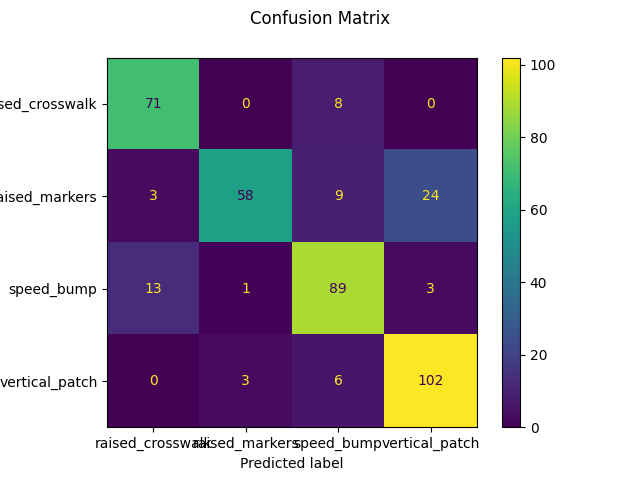 Confusion Matrix
sed_crosswalk 71 0 8 0
aised_markers 3 58 9 24
speed_bump 13 1 89 3
vertical_patch 0 3 6 102
raised_crosswalk raised_markers speed_bump vertical_patch
Predicted label
100
80
60
40
20
0